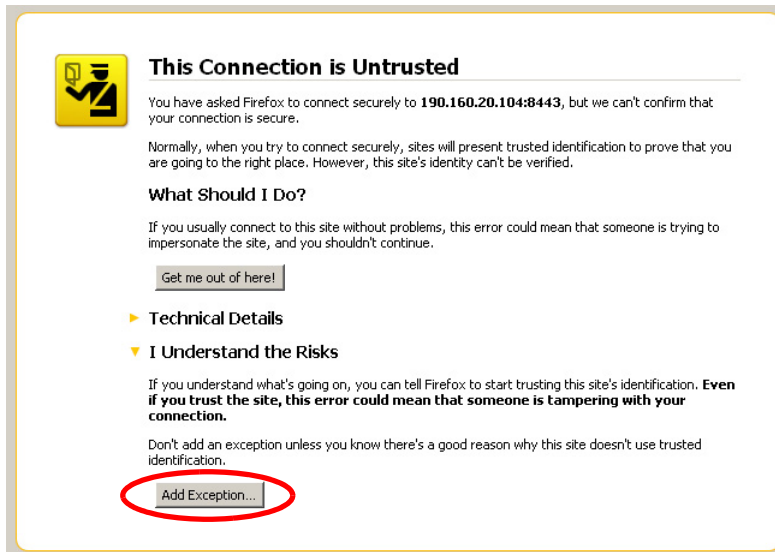 This Connection is Untrusted
You have asked Firefox to connect securely to 190.160.20.104:8443, but we can't confirm that
your connection is secure.
Normally, when you try to connect securely, sites will present trusted identification to prove that you
are going to the right place. However, this site's identity can't be verified.
What Should I Do?
If you usually connect to this site without problems, this error could mean that someone is trying to
impersonate the site, and you shouldn't continue.
Get me out of here!
Technical Details
I Understand the Risks
If you understand what's going on, you can tell Firefox to start trusting this site's identification. Even
if you trust the site, this error could mean that someone is tampering with your
connection.
Don't add an exception unless you know there's a good reason why this site doesn't use trusted
identification.
Add Exception...